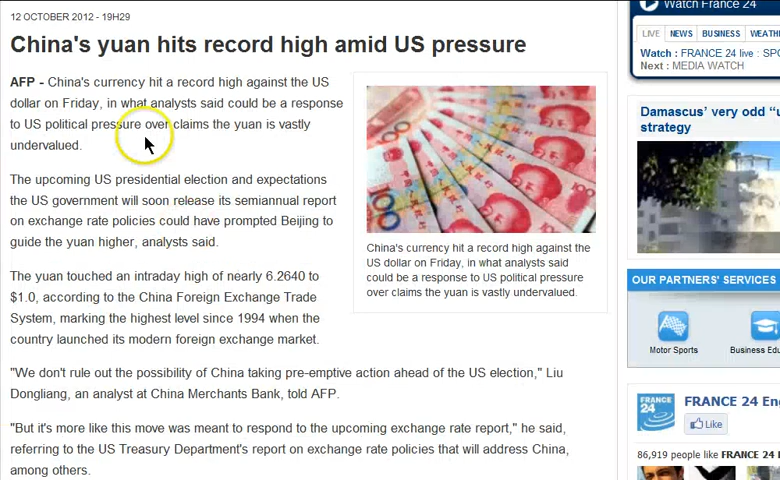 12 OCTOBER 2012 - 19H29
China's yuan hits record high amid US pressure
AFP - China's currency hit a record high against the US
dollar on Friday, in what analysts said could be a response
to US political pressure over claims the yuan is vastly
undervalued.
The upcoming US presidential election and expectations
the US government will soon release its semiannual report
on exchange rate policies could have prompted Beijing to
guide the yuan higher, analysts said.
The yuan touched an intraday high of nearly 6.2640 to
$1.0, according to the China Foreign Exchange Trade
System, marking the highest level since 1994 when the
country launched its modern foreign exchange market.
"We don't rule out the possibility of China taking pre-emptive action ahead of the US election," Liu
Dongliang, an analyst at China Merchants Bank, told AFP.
"But it's more like this move was meant to respond to the upcoming exchange rate report," he said,
referring to the US Treasury Department's report on exchange rate policies that will address China,
among others.
100
100
China's currency hit a record high against the
US dollar on Friday, in what analysts said
could be a response to US political pressure
over claims the yuan is vastly undervalued.
Watch France 24
LIVE NEWS BUSINESS WEATH
Watch : FRANCE 24 live : SPO
Next : MEDIA WATCH
Damascus' very odd "u
strategy
OUR PARTNERS' SERVICES
Motor Sports
Business Edu
FRANCE
24
FRANCE 24 Eng
Like
86,919 people like FRANCE 24